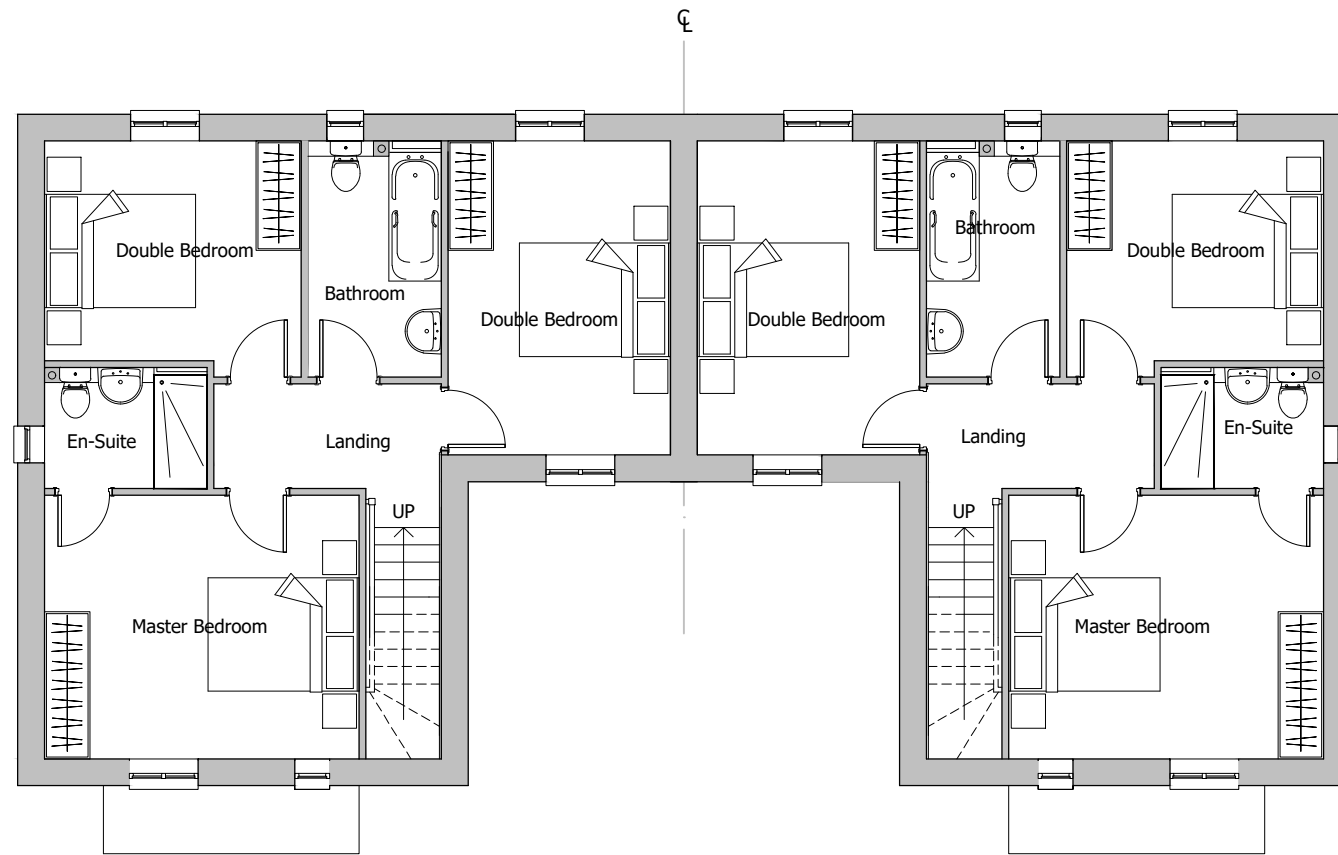 ℄
Double Bedroom
Bathroom
Double Bedroom
Double Bedroom
Bathroom
Double Bedroom
En-Suite
Landing
Landing
En-Suite
UP
UP
Master Bedroom
Master Bedroom